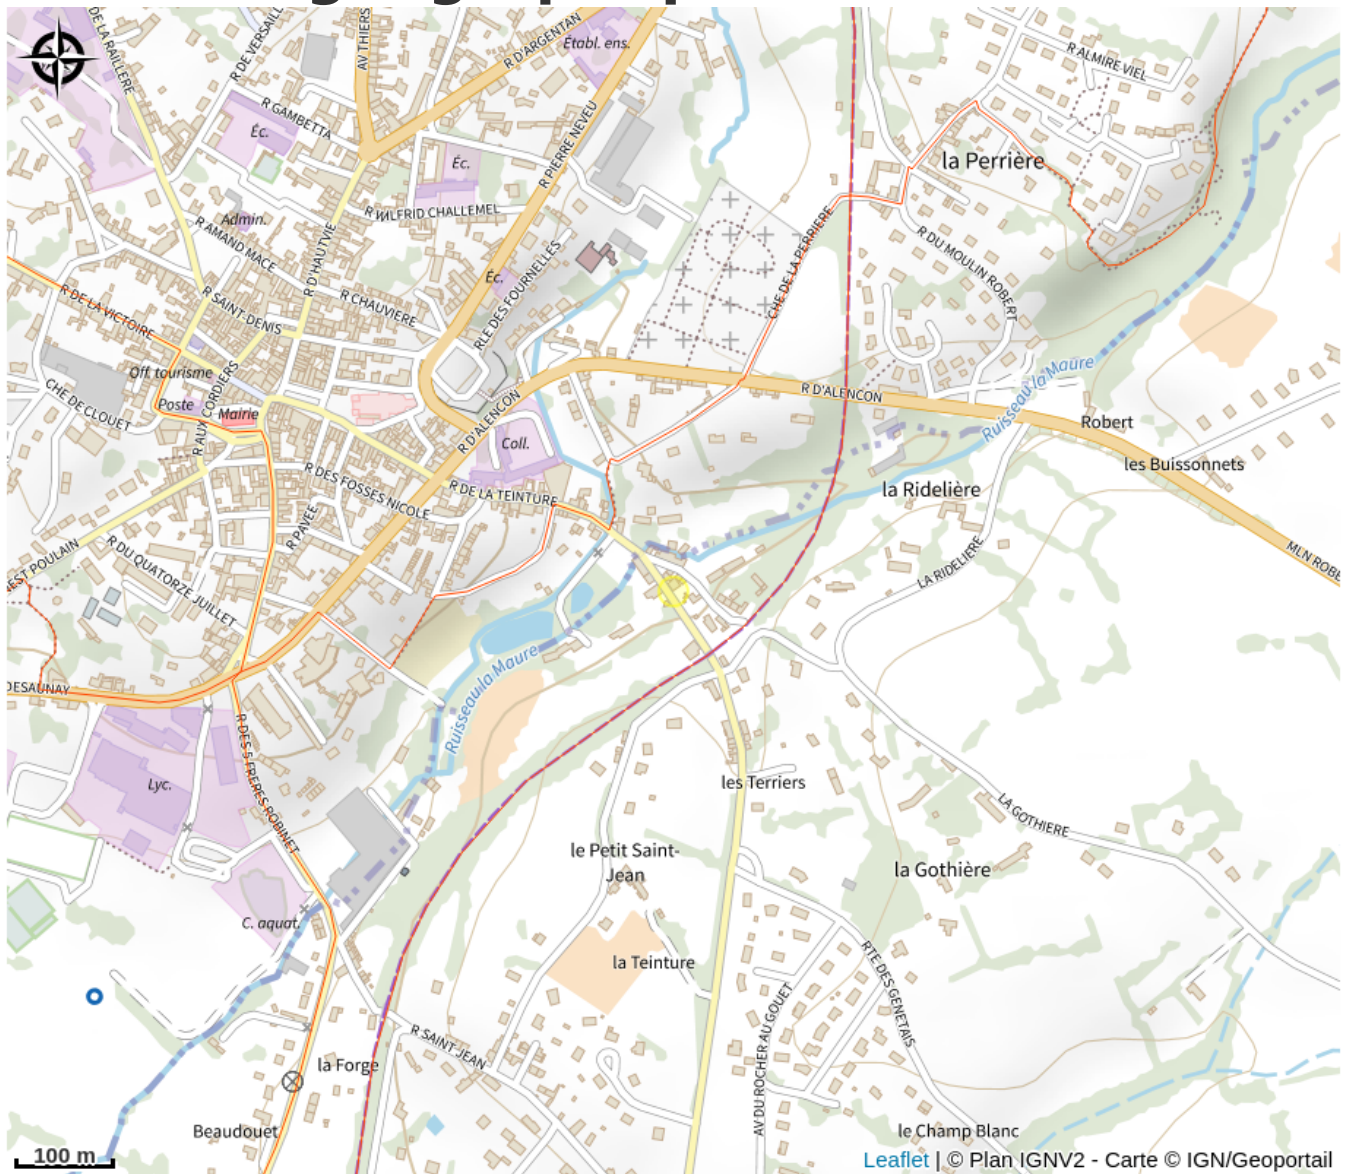 DE LA RAILLERE
R DE VERSAILL
AV THIERS
R D'ARGENTAN
Établ. ens.
R ALMIRE VIEL
R GAMBETTA
Éc.
Éc.
R PIERRE NEVEU
la Perrière
R WILFRID CHALLEMEL
Admin.
R AMAND MACE
R D'HAUTVIE
CHE DE LA PERRIERE
R DU MOULIN ROBERT
Éc.
RLE DES FOURNELLES
R DE LA VICTOIRE
R SAINT-DENIS
R CHAUVIERE
Off. tourisme
R AUX CORDIERS
CHE DE CLOUET
Poste
Mairie
R D'ALENCON
R D'ALENCON
Ruisseau la Maure
Robert
Coll.
les Buissonnets
R DES FOSSES NICOLE
R DE LA TEINTURE
la Ridelière
R PAVEE
NEST POULAIN
R DU QUATORZE JUILLET
LA RIDELIERE
MLN ROBE
DESAUNAY
Ruisseau la Maure
R DES 5 FRERES ROBINET
Lyc.
les Terriers
LA GOTHIERE
le Petit Saint-
Jean
la Gothière
C. aquat.
la Teinture
RTE DES GENETAIS
AV DU ROCHER AU GOUET
R SAINT JEAN
la Forge
Beaudouet
le Champ Blanc
100 m
Leaflet | © Plan IGNV2 - Carte © IGN/Geoportail